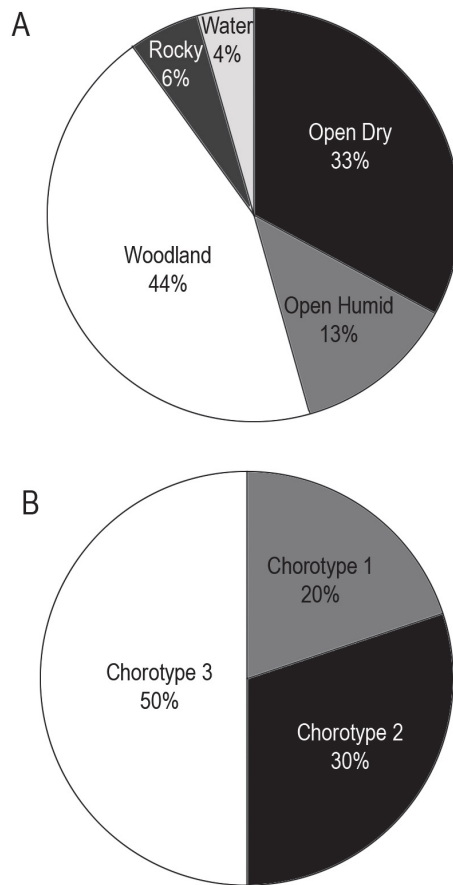 A
Water
4%
Rocky
6%
Open Dry
33%
Woodland
44%
Open Humid
13%
B
Chorotype 1
20%
Chorotype 3
50%
Chorotype 2
30%